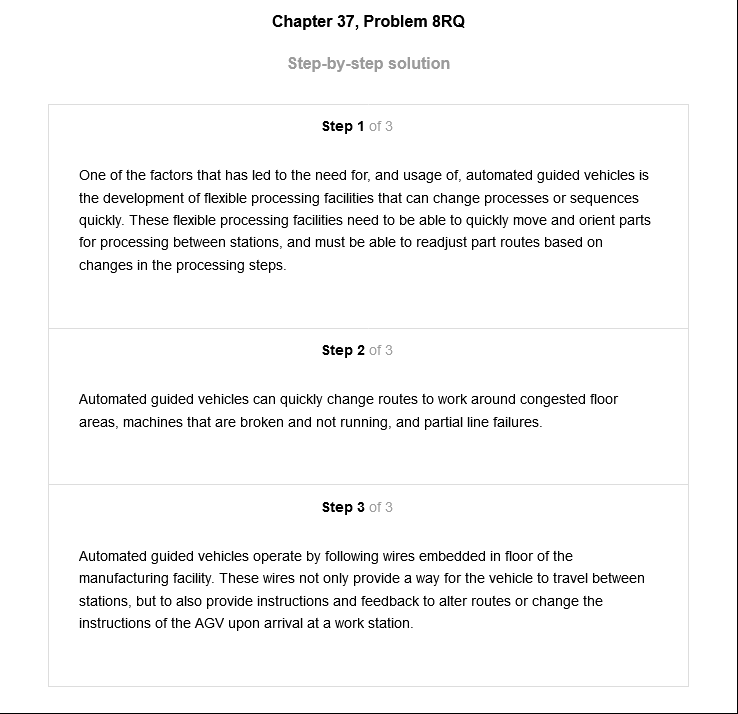 Chapter 37, Problem 8RQ
Step-by-step solution
Step 1 of 3
One of the factors that has led to the need for, and usage of, automated guided vehicles is
the development of flexible processing facilities that can change processes or sequences
quickly. These flexible processing facilities need to be able to quickly move and orient parts
for processing between stations, and must be able to readjust part routes based on
changes in the processing steps.
Step 2 of 3
Automated guided vehicles can quickly change routes to work around congested floor
areas, machines that are broken and not running, and partial line failures.
Step 3 of 3
Automated guided vehicles operate by following wires embedded in floor of the
manufacturing facility. These wires not only provide a way for the vehicle to travel between
stations, but to also provide instructions and feedback to alter routes or change the
instructions of the AGV upon arrival at a work station.